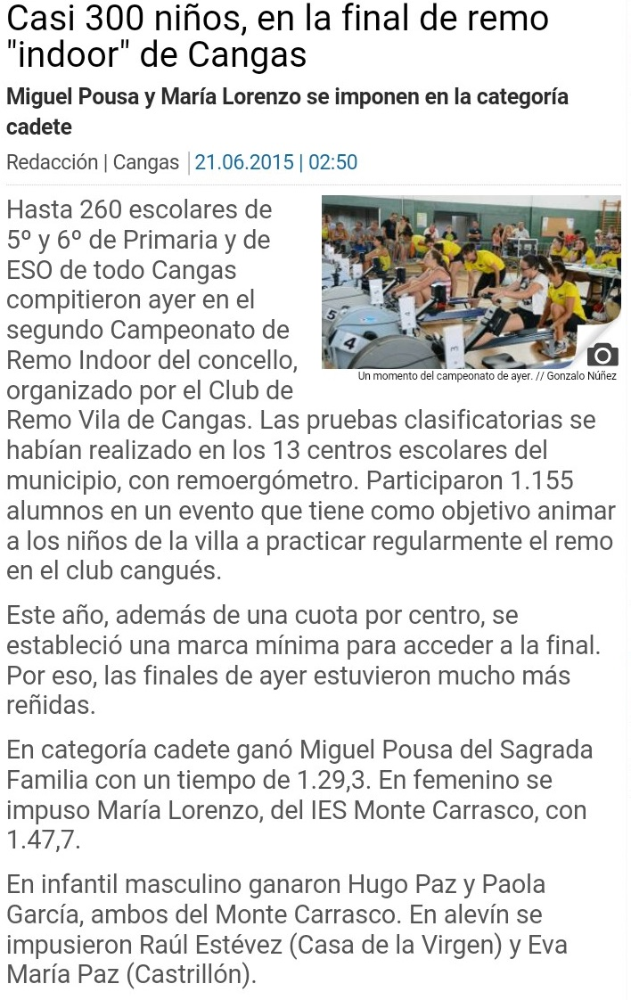 Casi 300 niños, en la final de remo
"indoor" de Cangas
Miguel Pousa y María Lorenzo se imponen en la categoría
cadete
Redacción | Cangas | 21.06.2015 | 02:50
Hasta 260 escolares de
5º y 6º de Primaria y de
ESO de todo Cangas
compitieron ayer en el
segundo Campeonato de
Remo Indoor del concello,
organizado por el Club de
Remo Vila de Cangas. Las pruebas clasificatorias se
habían realizado en los 13 centros escolares del
municipio, con remoergómetro. Participaron 1.155
alumnos en un evento que tiene como objetivo animar
a los niños de la villa a practicar regularmente el remo
en el club cangués.
5
4
3
Un momento del campeonato de ayer. // Gonzalo Núñez
Este año, además de una cuota por centro, se
estableció una marca mínima para acceder a la final.
Por eso, las finales de ayer estuvieron mucho más
reñidas.
En categoría cadete ganó Miguel Pousa del Sagrada
Familia con un tiempo de 1.29,3. En femenino se
impuso María Lorenzo, del IES Monte Carrasco, con
1.47,7.
En infantil masculino ganaron Hugo Paz y Paola
García, ambos del Monte Carrasco. En alevín se
impusieron Raúl Estévez (Casa de la Virgen) y Eva
María Paz (Castrillón).